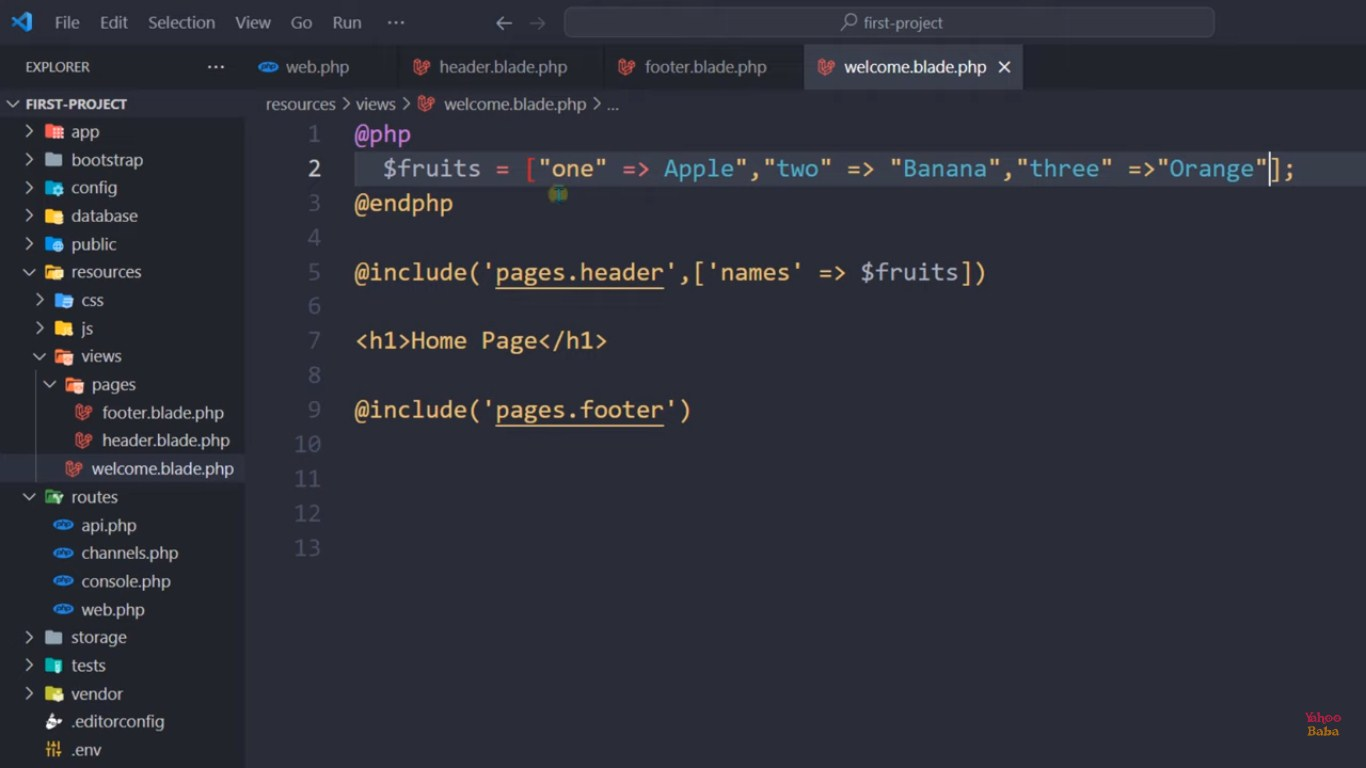 File Edit Selection View Go Run ... first-project
EXPLORER ... web.php header.blade.php footer.blade.php welcome.blade.php
FIRST-PROJECT
resources > views > welcome.blade.php > ...
app
bootstrap
config
database
public
resources
css
js
views
pages
footer.blade.php
header.blade.php
welcome.blade.php
routes
api.php
channels.php
console.php
web.php
storage
tests
vendor
.editorconfig
.env
1 @php
2 $fruits = ["one" => Apple","two" => "Banana","three" =>"Orange"];
3 @endphp
4
5 @include('pages.header',['names' => $fruits])
6
7 <h1>Home Page</h1>
8
9 @include('pages.footer')
10
11
12
13
Yahoo
Baba